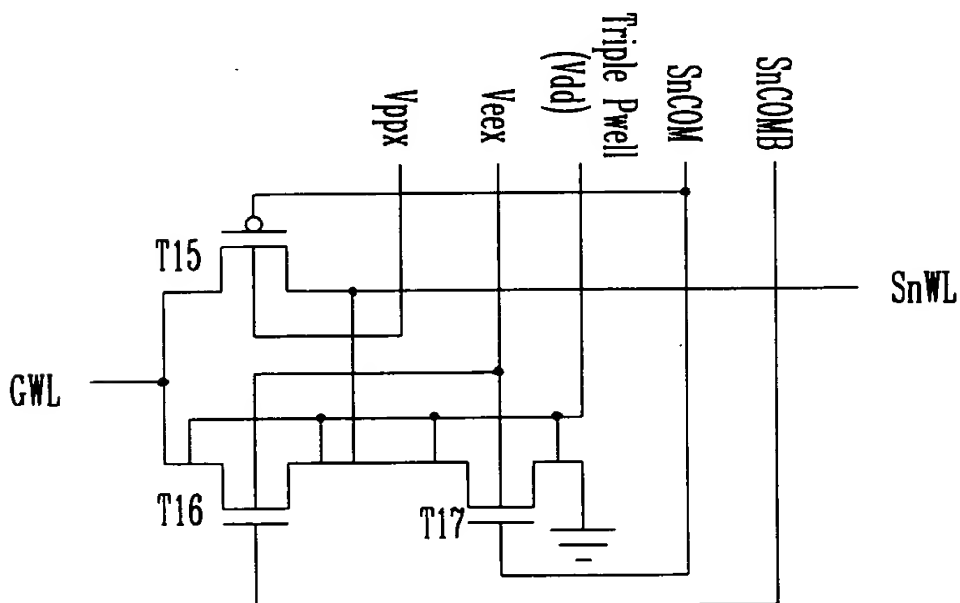 Vppx
Veex
Triple Pwell
(Vdd)
SnCOM
SnCOMB
T15
SnWL
GWL
T16
T17